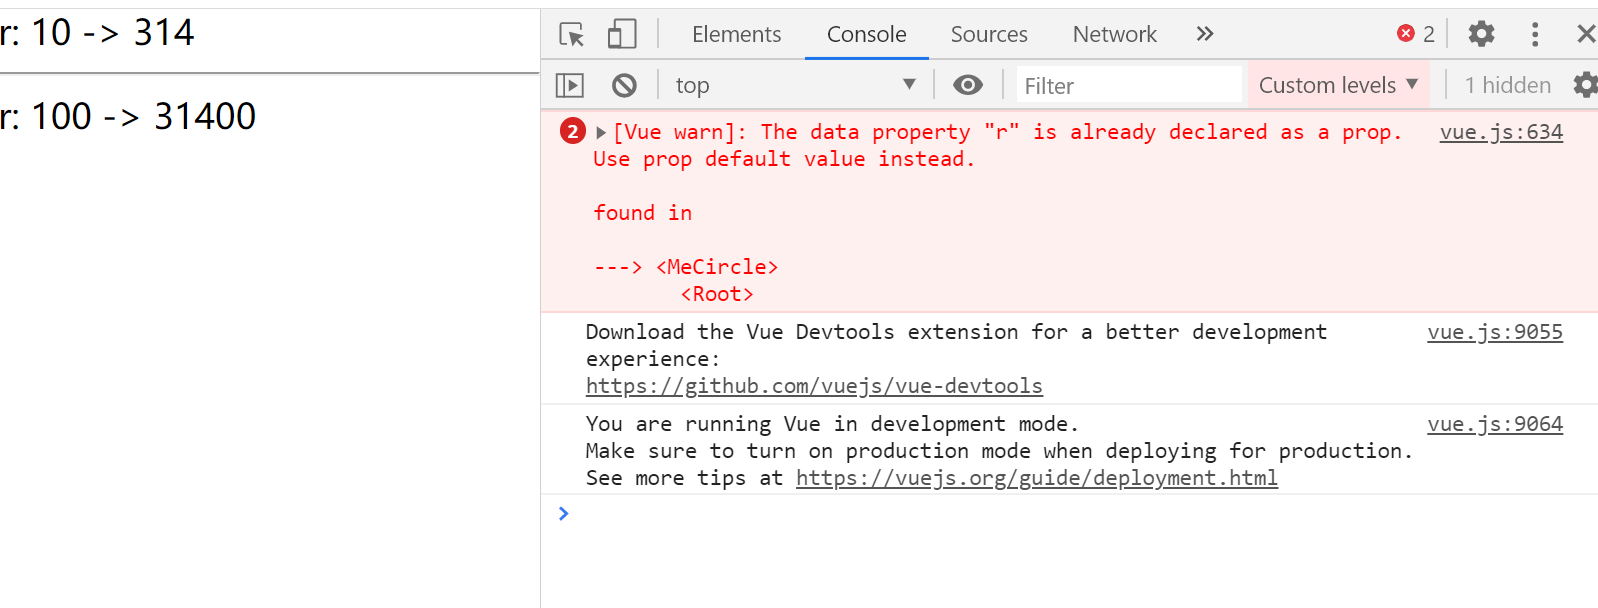 r: 10 -> 314
r: 100 -> 31400
Elements Console Sources Network » 2
top Filter Custom levels 1 hidden
2 [Vue warn]: The data property "r" is already declared as a prop. vue.js:634
Use prop default value instead.
found in
---> <MeCircle>
<Root>
Download the Vue Devtools extension for a better development vue.js:9055
experience:
https://github.com/vuejs/vue-devtools
You are running Vue in development mode. vue.js:9064
Make sure to turn on production mode when deploying for production.
See more tips at https://vuejs.org/guide/deployment.html